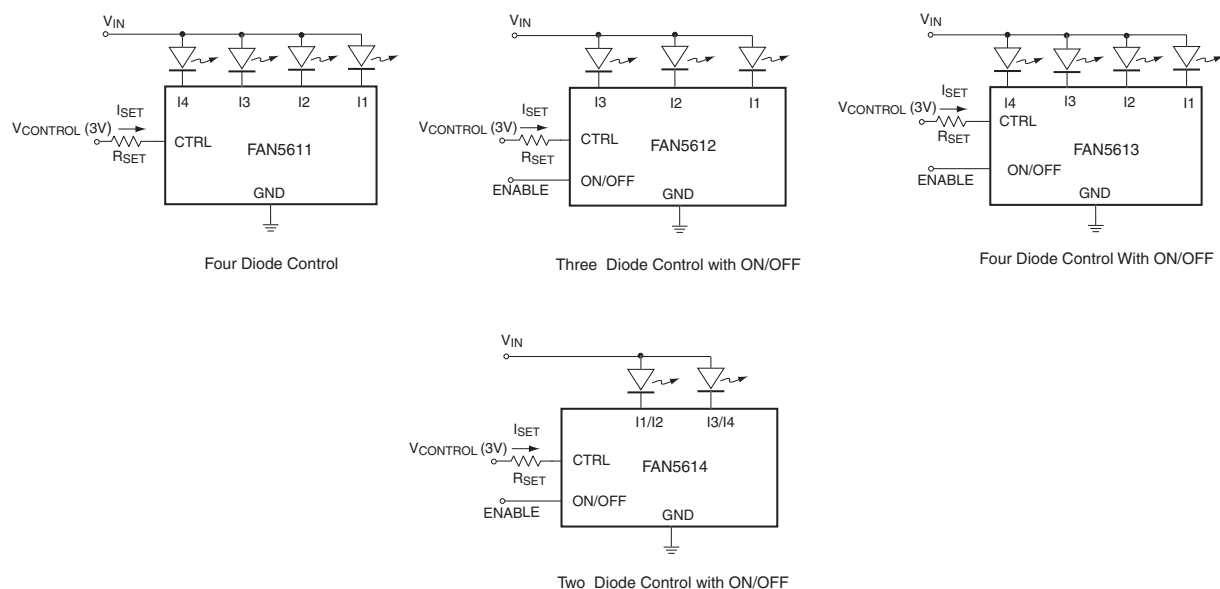 VIN
I4 I3 I2 I1
ISET
VCONTROL (3V)
RSET
CTRL
FAN5611
GND
Four Diode Control
VIN
I3 I2 I1
ISET
VCONTROL (3V)
RSET
CTRL
FAN5612
ENABLE
ON/OFF
GND
Three Diode Control with ON/OFF
VIN
I4 I3 I2 I1
ISET
VCONTROL (3V)
RSET
CTRL
FAN5613
ENABLE
ON/OFF
GND
Four Diode Control With ON/OFF
VIN
I1/I2 I3/I4
ISET
VCONTROL (3V)
RSET
CTRL
FAN5614
ENABLE
ON/OFF
GND
Two Diode Control with ON/OFF